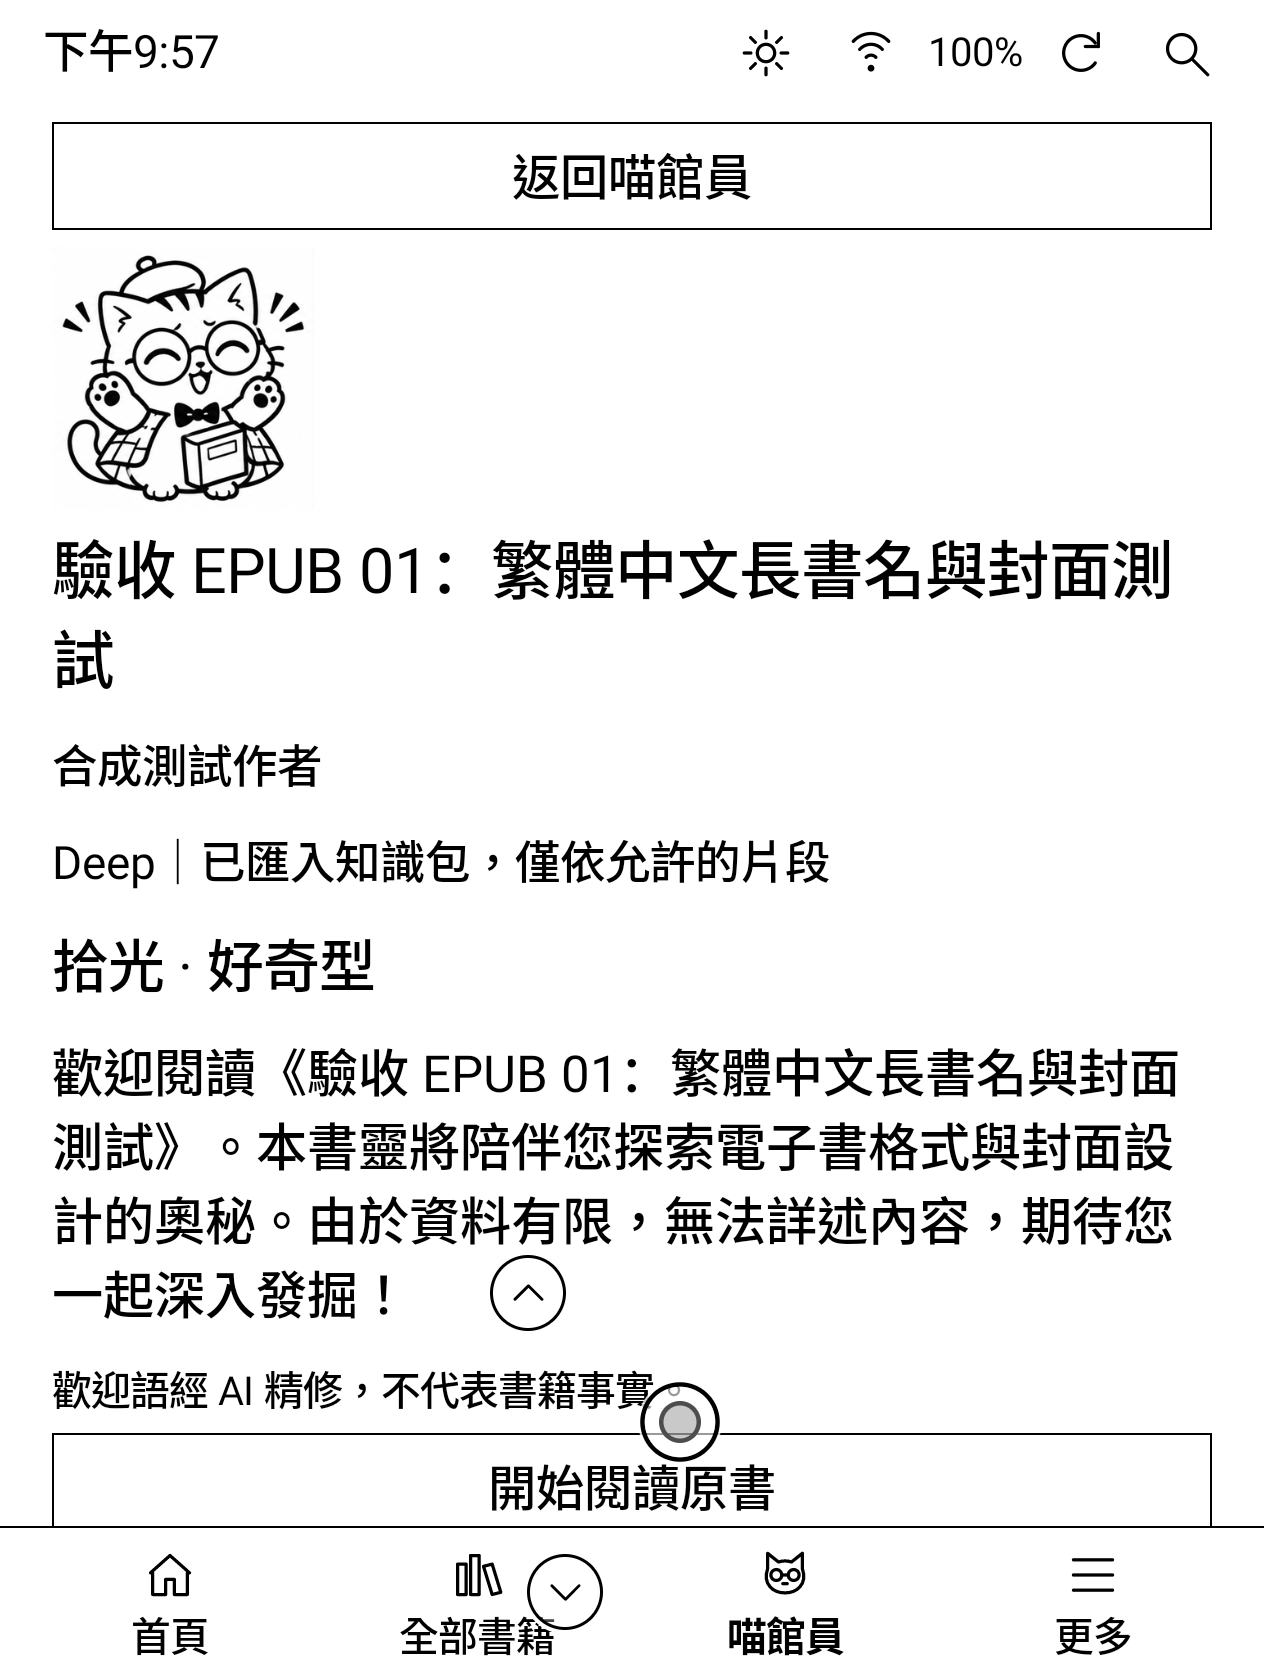 下午9:57
100%
返回喵館員
驗收 EPUB 01：繁體中文長書名與封面測
試
合成測試作者
Deep｜已匯入知識包，僅依允許的片段
拾光 · 好奇型
歡迎閱讀《驗收 EPUB 01：繁體中文長書名與封面
測試》。本書靈將陪伴您探索電子書格式與封面設
計的奧秘。由於資料有限，無法詳述內容，期待您
一起深入發掘！
歡迎語經 AI 精修，不代表書籍事實。
開始閱讀原書
首頁
全部書籍
喵館員
更多